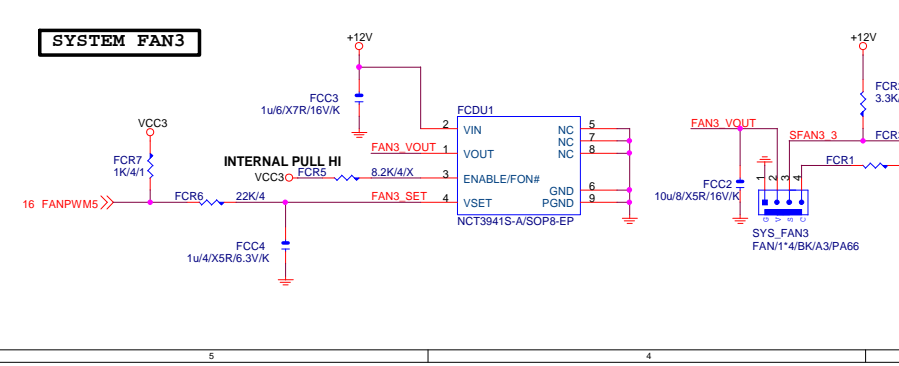 SYSTEM FAN3
+12V
+12V
FCC3
1u/6/X7R/16V/K
FCDU1
2 VIN NC 5
NC 7
FAN3_VOUT 1 VOUT NC 8
VCC3
FCR7
1K/4/1
INTERNAL PULL HI
VCC3 FCR5 8.2K/4/X 3 ENABLE/FON#
GND 6
FAN3_SET 4 VSET PGND 9
NCT3941S-A/SOP8-EP
16 FANPWM5 FCR6 22K/4
FCC4
1u/4/X5R/6.3V/K
3.3K
FAN3_VOUT SFAN3_3
FCR1
FCC2
10u/8/X5R/16V/K
1 2 3 4
G V S C
SYS_FAN3
FAN/1*4/BK/A3/PA66
5 4